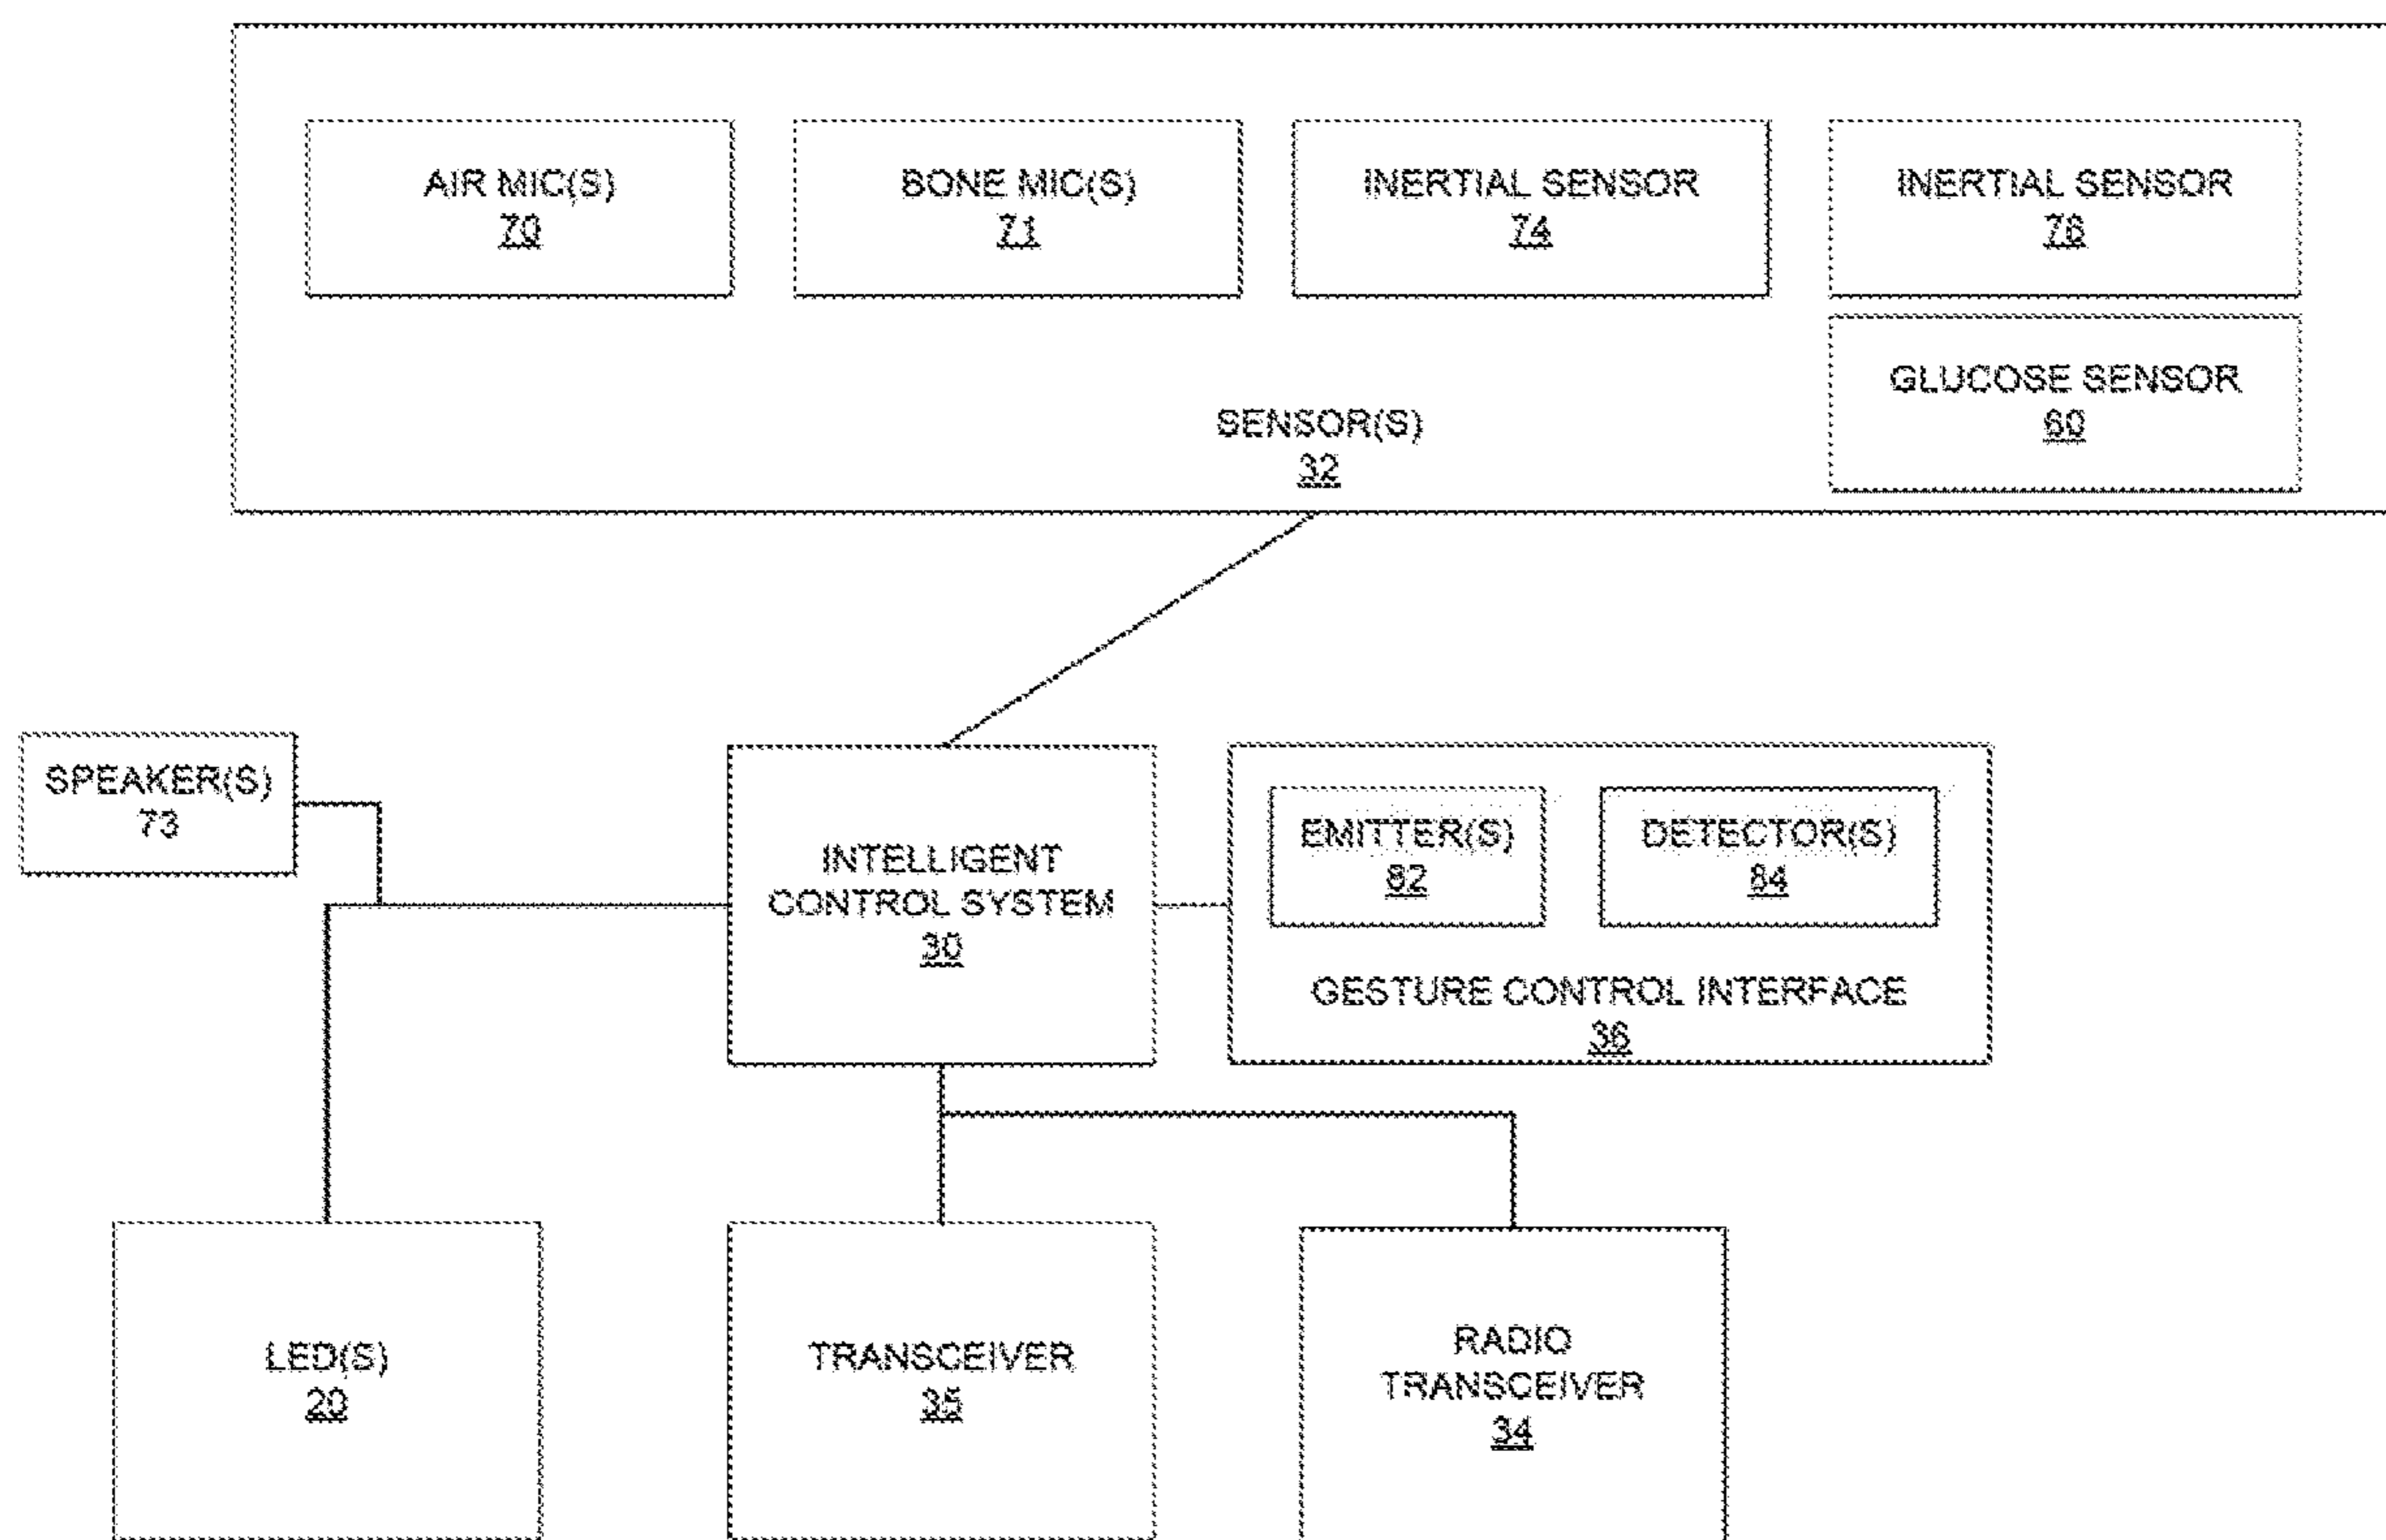 AIR MIC(S)
70
BONE MIC(S)
71
INERTIAL SENSOR
74
INERTIAL SENSOR
76
GLUCOSE SENSOR
60
SENSOR(S)
32
SPEAKER(S)
73
INTELLIGENT
CONTROL SYSTEM
30
EMITTER(S)
82
DETECTOR(S)
84
GESTURE CONTROL INTERFACE
36
LED(S)
20
TRANSCEIVER
35
RADIO
TRANSCEIVER
34